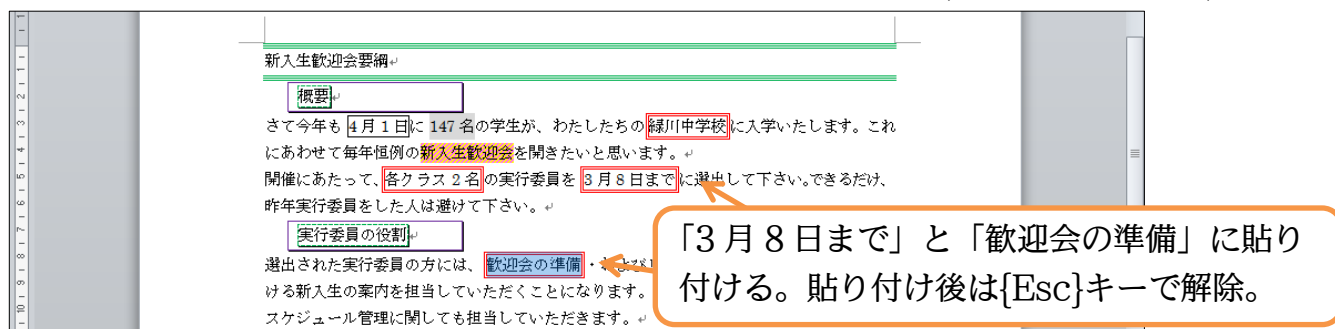 新入生歓迎会要綱
概要
さて今年も 4月1日に 147名の学生が、わたしたちの緑川中学校に入学いたします。これ
にあわせて毎年恒例の新入生歓迎会を開きたいと思います。
開催にあたって、各クラス2名の実行委員を3月8日までに選出して下さい。できるだけ、
昨年実行委員をした人は避けて下さい。
実行委員の役割
選出された実行委員の方には、歓迎会の準備・および
ける新入生の案内を担当していただくことになります。
スケジュール管理に関しても担当していただきます。
「3月8日まで」と「歓迎会の準備」に貼り
付ける。貼り付け後は{Esc}キーで解除。